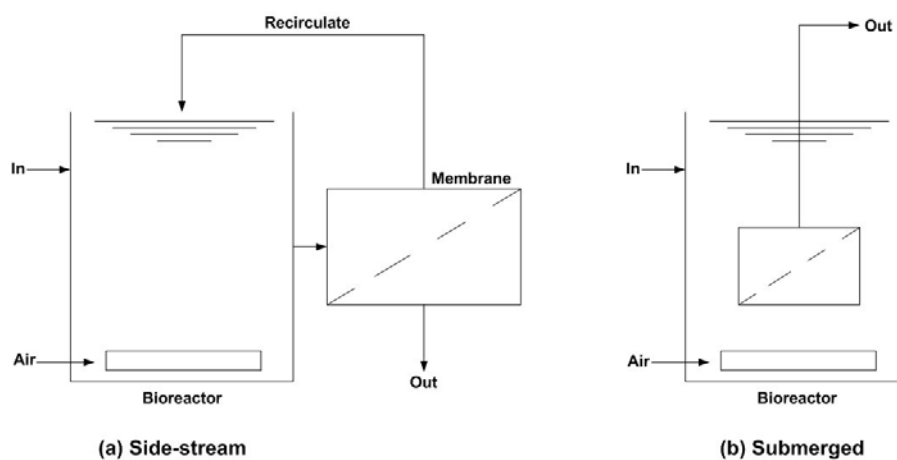 Recirculate
In
Membrane
Air
Out
Bioreactor
(a) Side-stream
Out
In
Air
Bioreactor
(b) Submerged